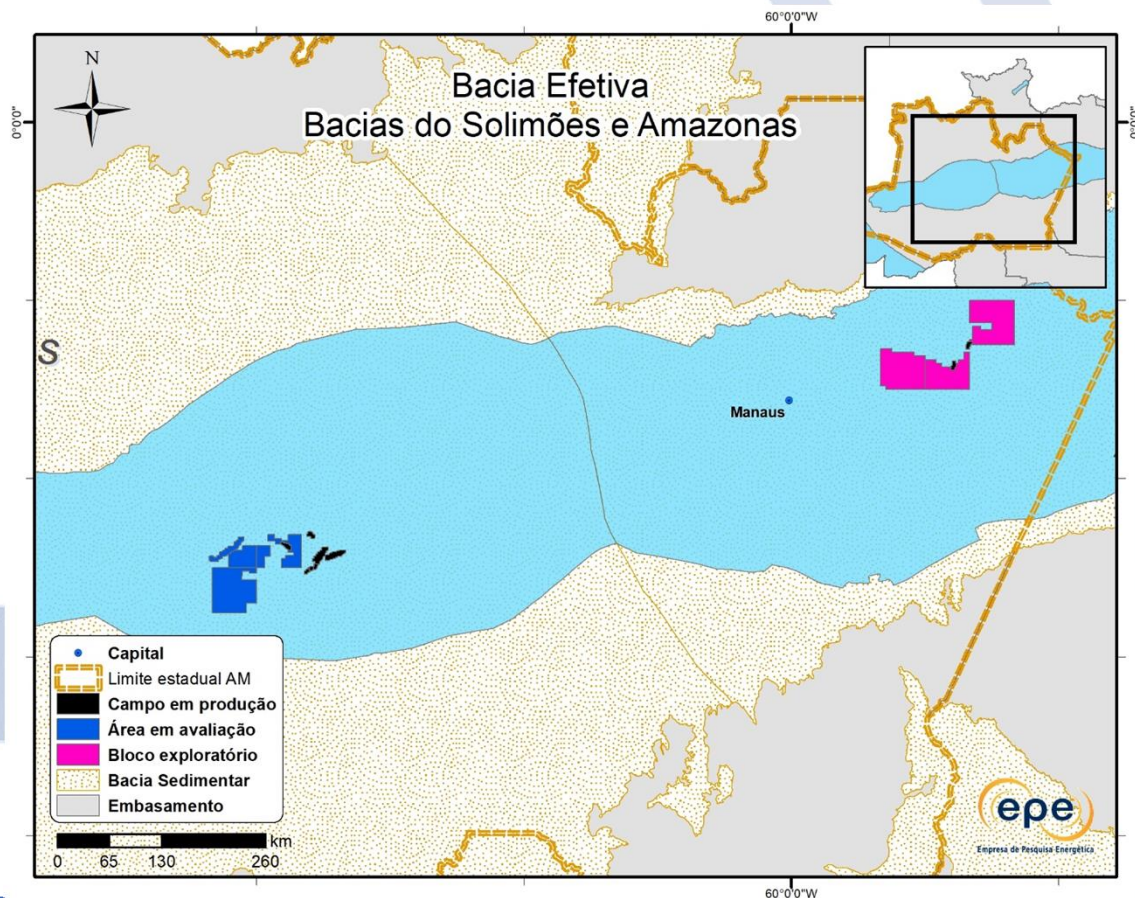 60°0'0"W
N
Bacia Efetiva
Bacias do Solimões e Amazonas
0°0'0"
0°0'0"
S
Manaus
Capital
Limite estadual AM
Campo em produção
Área em avaliação
Bloco exploratório
Bacia Sedimentar
Embasamento
km
0 65 130 260
epe
Empresa de Pesquisa Energética
60°0'0"W